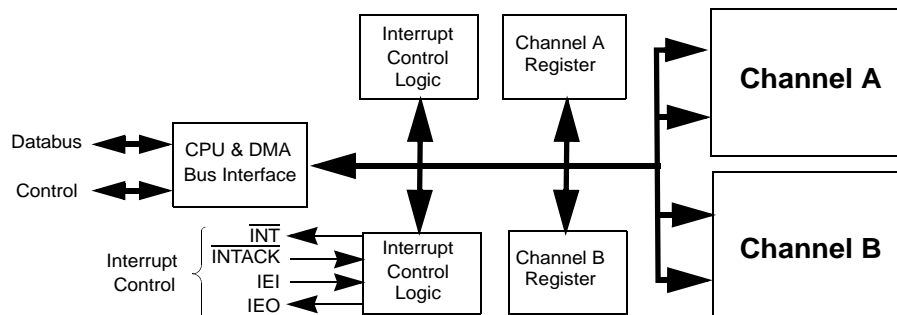 Interrupt
Control
Logic
Channel A
Register
Channel A
Databus
Control
CPU & DMA
Bus Interface
Interrupt
Control
INT
INTACK
IEI
IEO
Interrupt
Control
Logic
Channel B
Register
Channel B